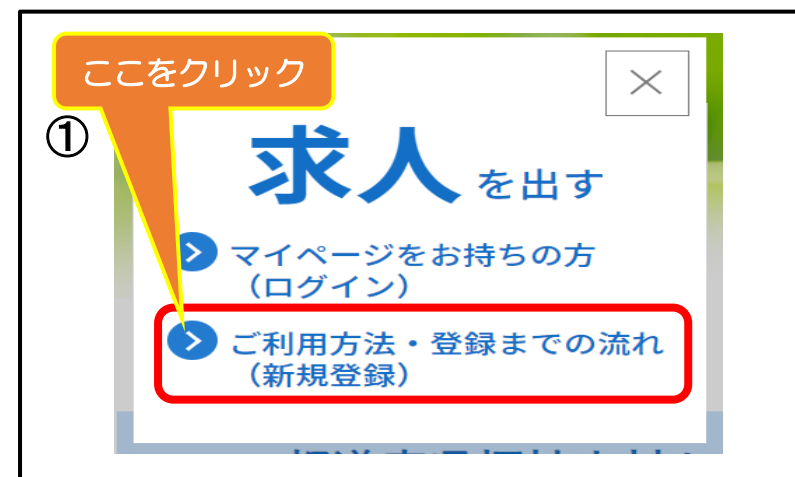 ここをクリック
①
求人を出す
マイページをお持ちの方
（ログイン）
ご利用方法・登録までの流れ
（新規登録）